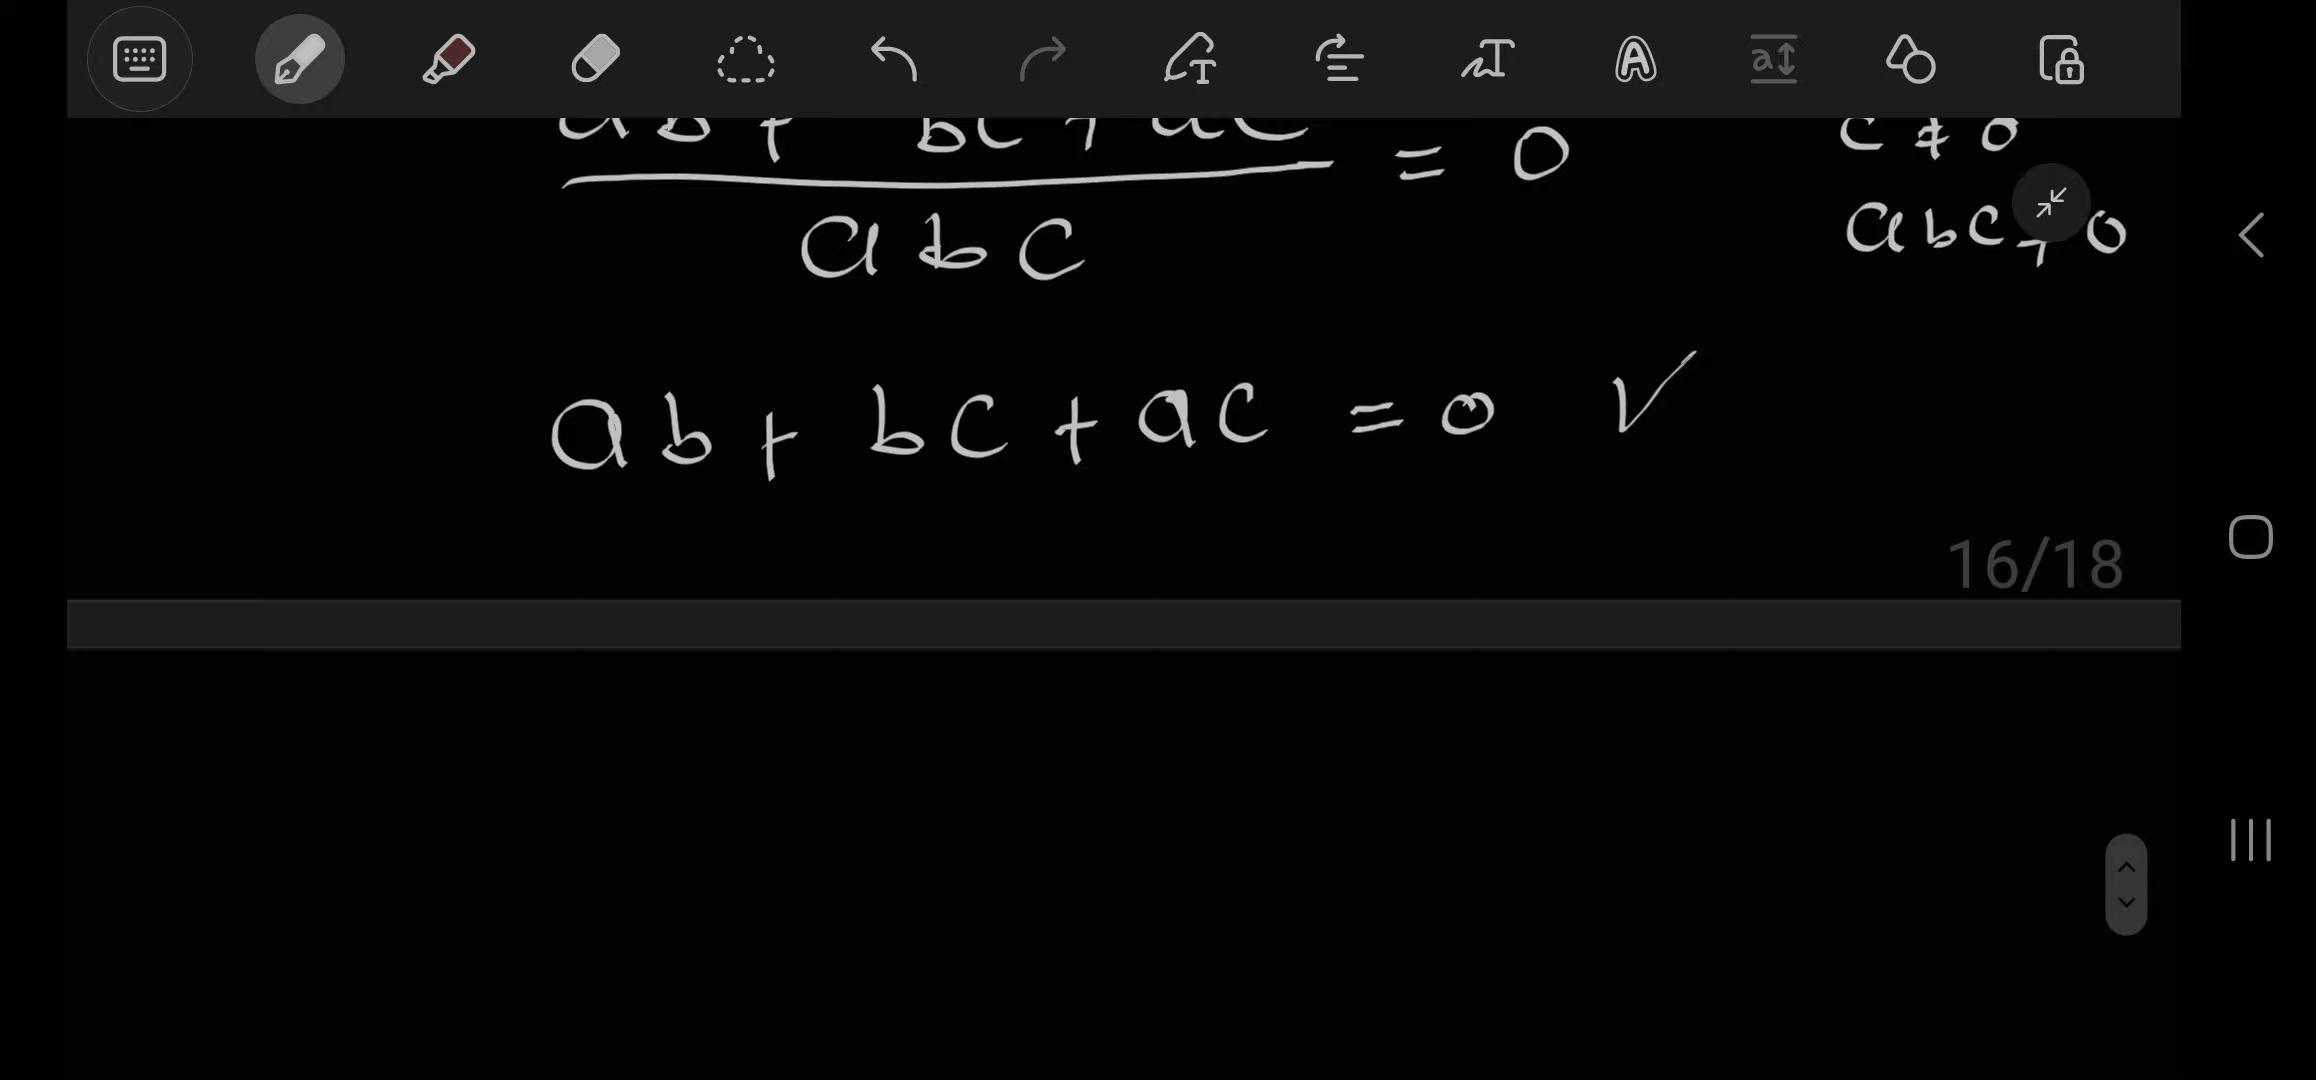 ab + bc + ac
= 0
abc
c ≠ 0
abc ≠ 0
ab + bc + ac = 0 ✓
16/18